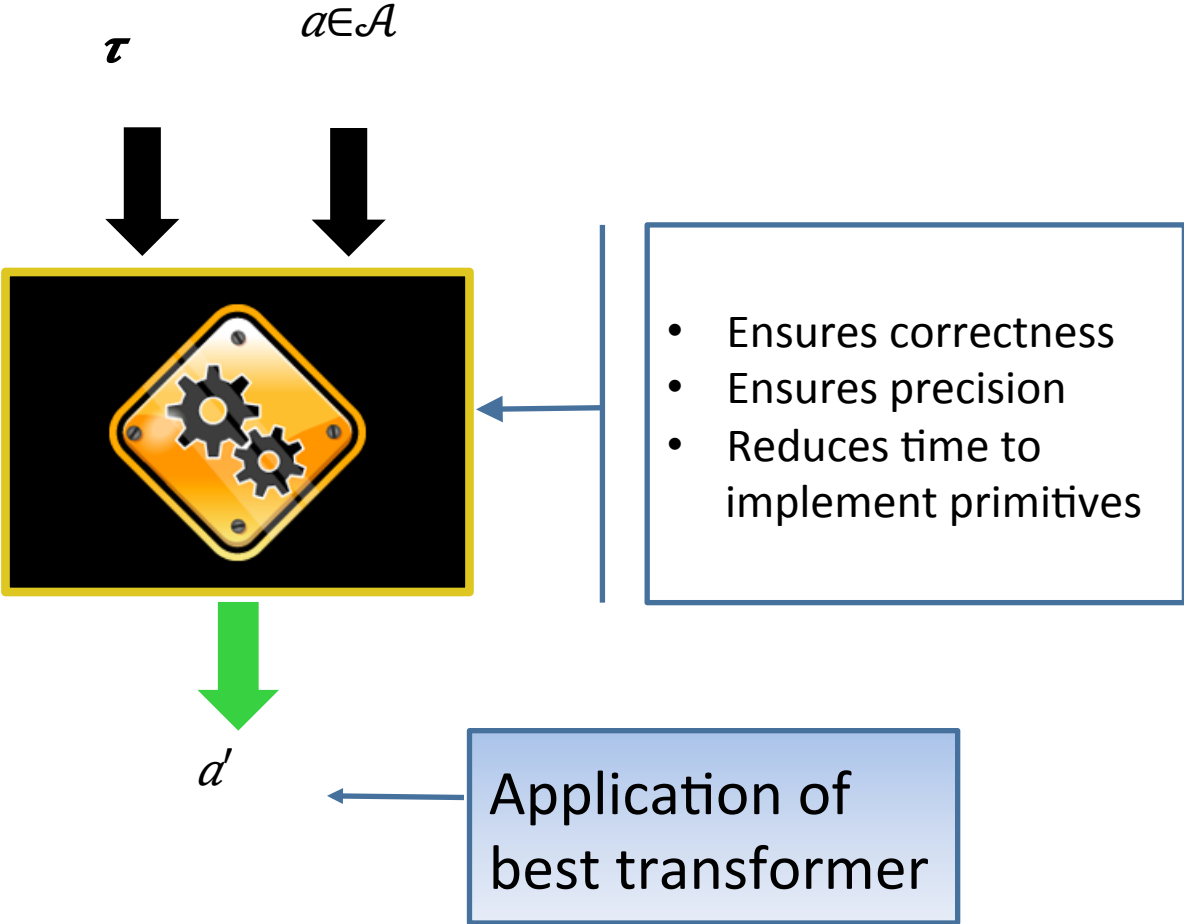 τ
a∈𝒜
• Ensures correctness
• Ensures precision
• Reduces time to
implement primitives
a′
Application of
best transformer